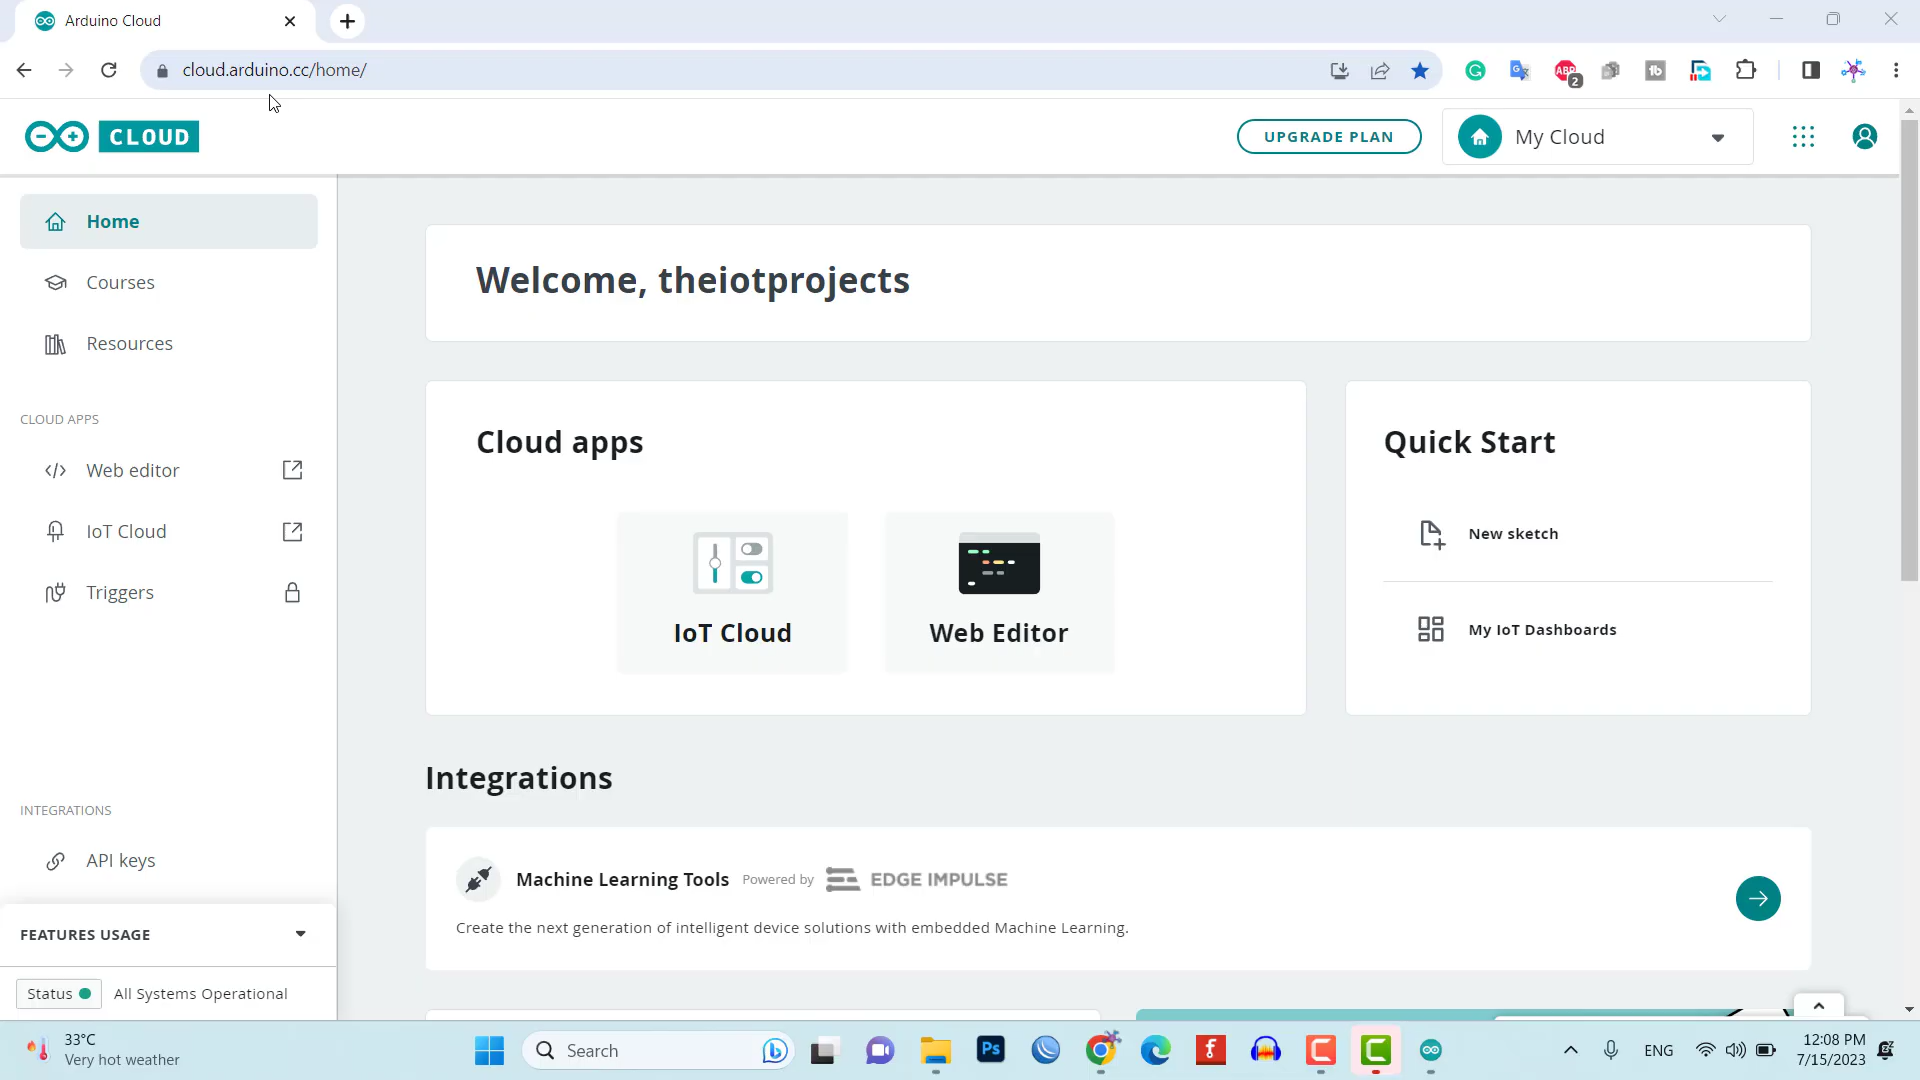 Arduino Cloud
cloud.arduino.cc/home/
2
CLOUD
UPGRADE PLAN
My Cloud
Home
Courses
Resources
CLOUD APPS
Web editor
IoT Cloud
Triggers
INTEGRATIONS
API keys
FEATURES USAGE
Status
All Systems Operational
Welcome, theiotprojects
Cloud apps
IoT Cloud
Web Editor
Quick Start
New sketch
My IoT Dashboards
Integrations
Machine Learning Tools Powered by EDGE IMPULSE
Create the next generation of intelligent device solutions with embedded Machine Learning.
33°C
Very hot weather
Search
Ps
ENG
12:08 PM
7/15/2023